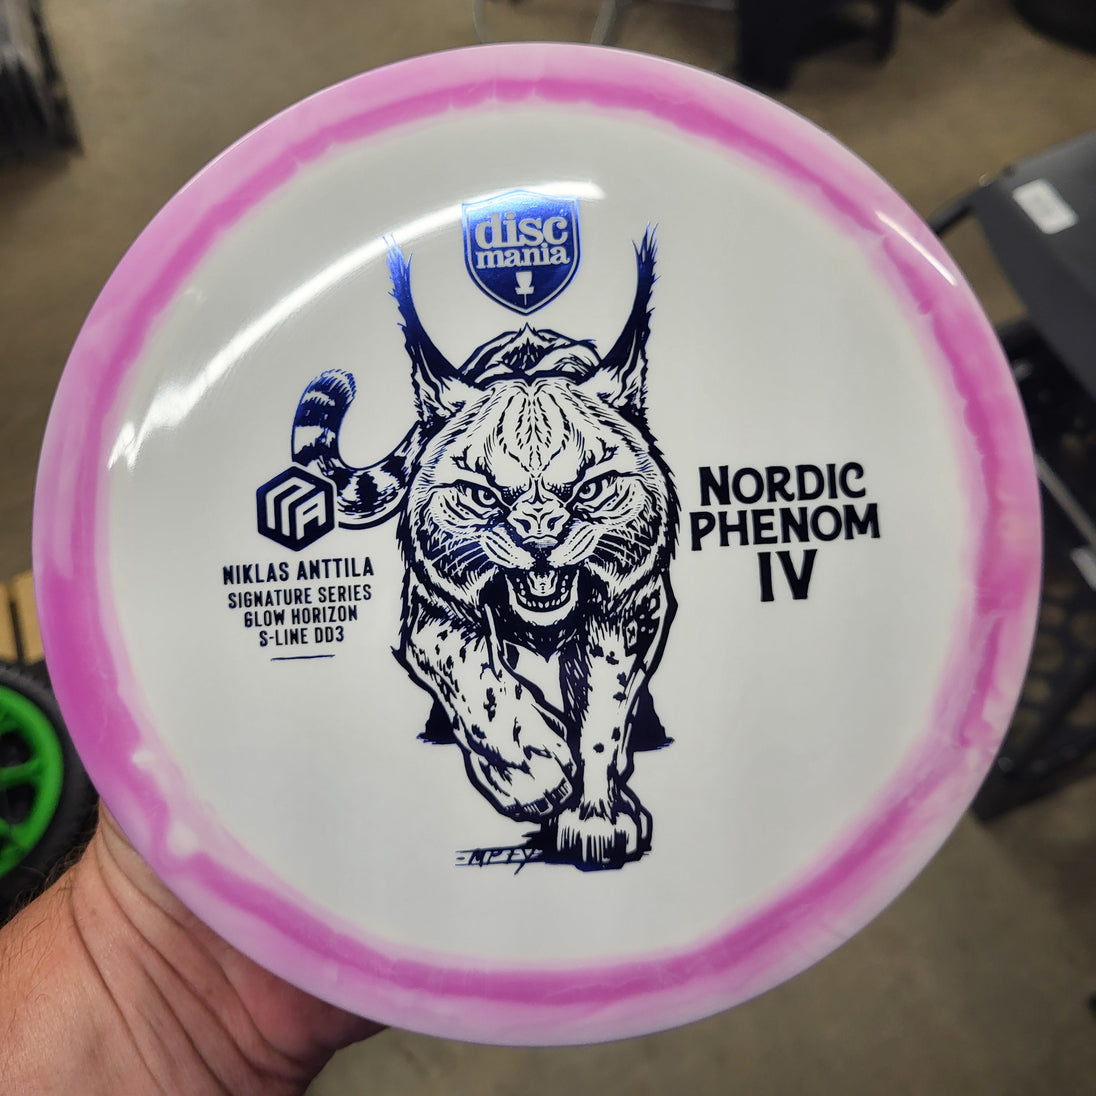 disc
mania
NORDIC
PHENOM
IV
NIKLAS ANTTILA
SIGNATURE SERIES
GLOW HORIZON
S-LINE DD3